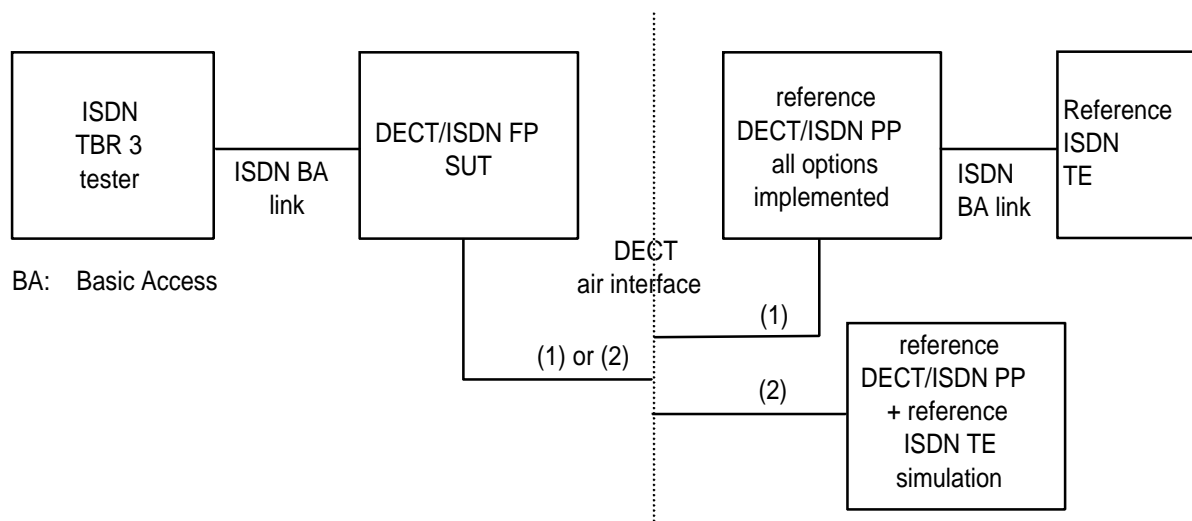 ISDN
TBR 3
tester
ISDN BA
link
DECT/ISDN FP
SUT
reference
DECT/ISDN PP
all options
implemented
ISDN
BA link
Reference
ISDN
TE
BA: Basic Access
DECT
air interface
(1)
(1) or (2)
(2)
reference
DECT/ISDN PP
+ reference
ISDN TE
simulation